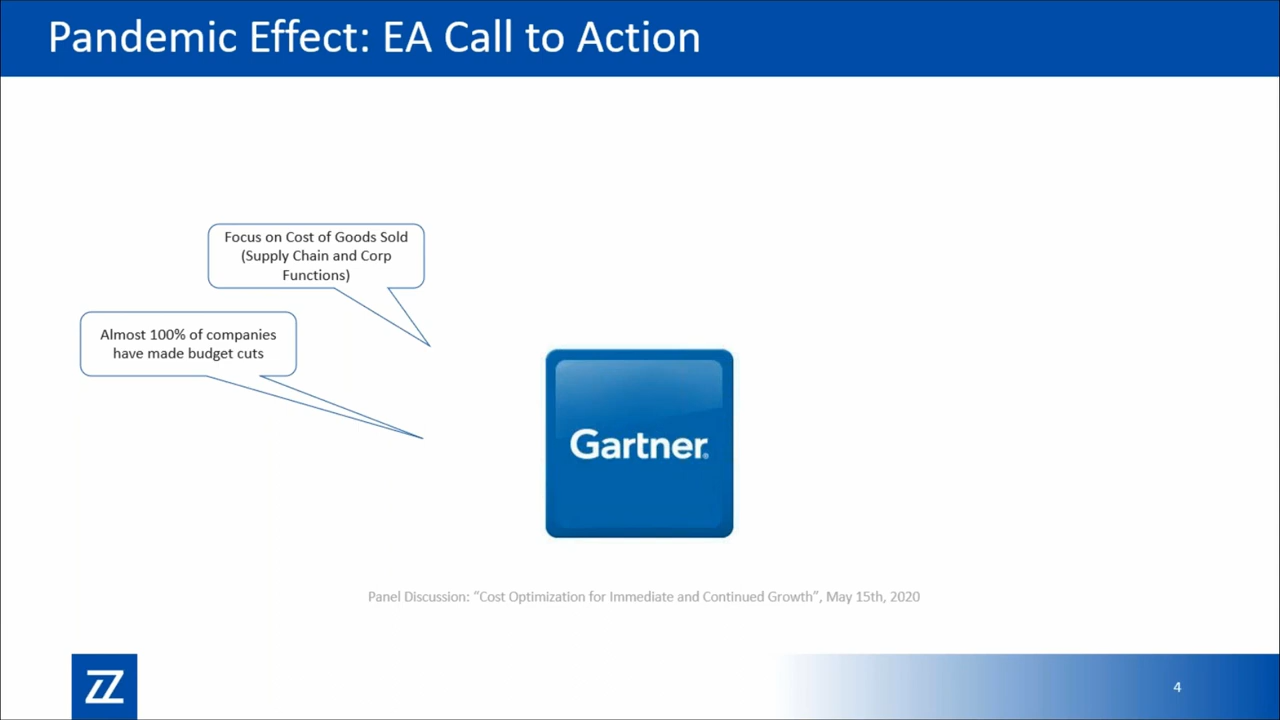 Pandemic Effect: EA Call to Action
Focus on Cost of Goods Sold
(Supply Chain and Corp
Functions)
Almost 100% of companies
have made budget cuts
Gartner®
Panel Discussion: “Cost Optimization for Immediate and Continued Growth”, May 15th, 2020
ZZ
4